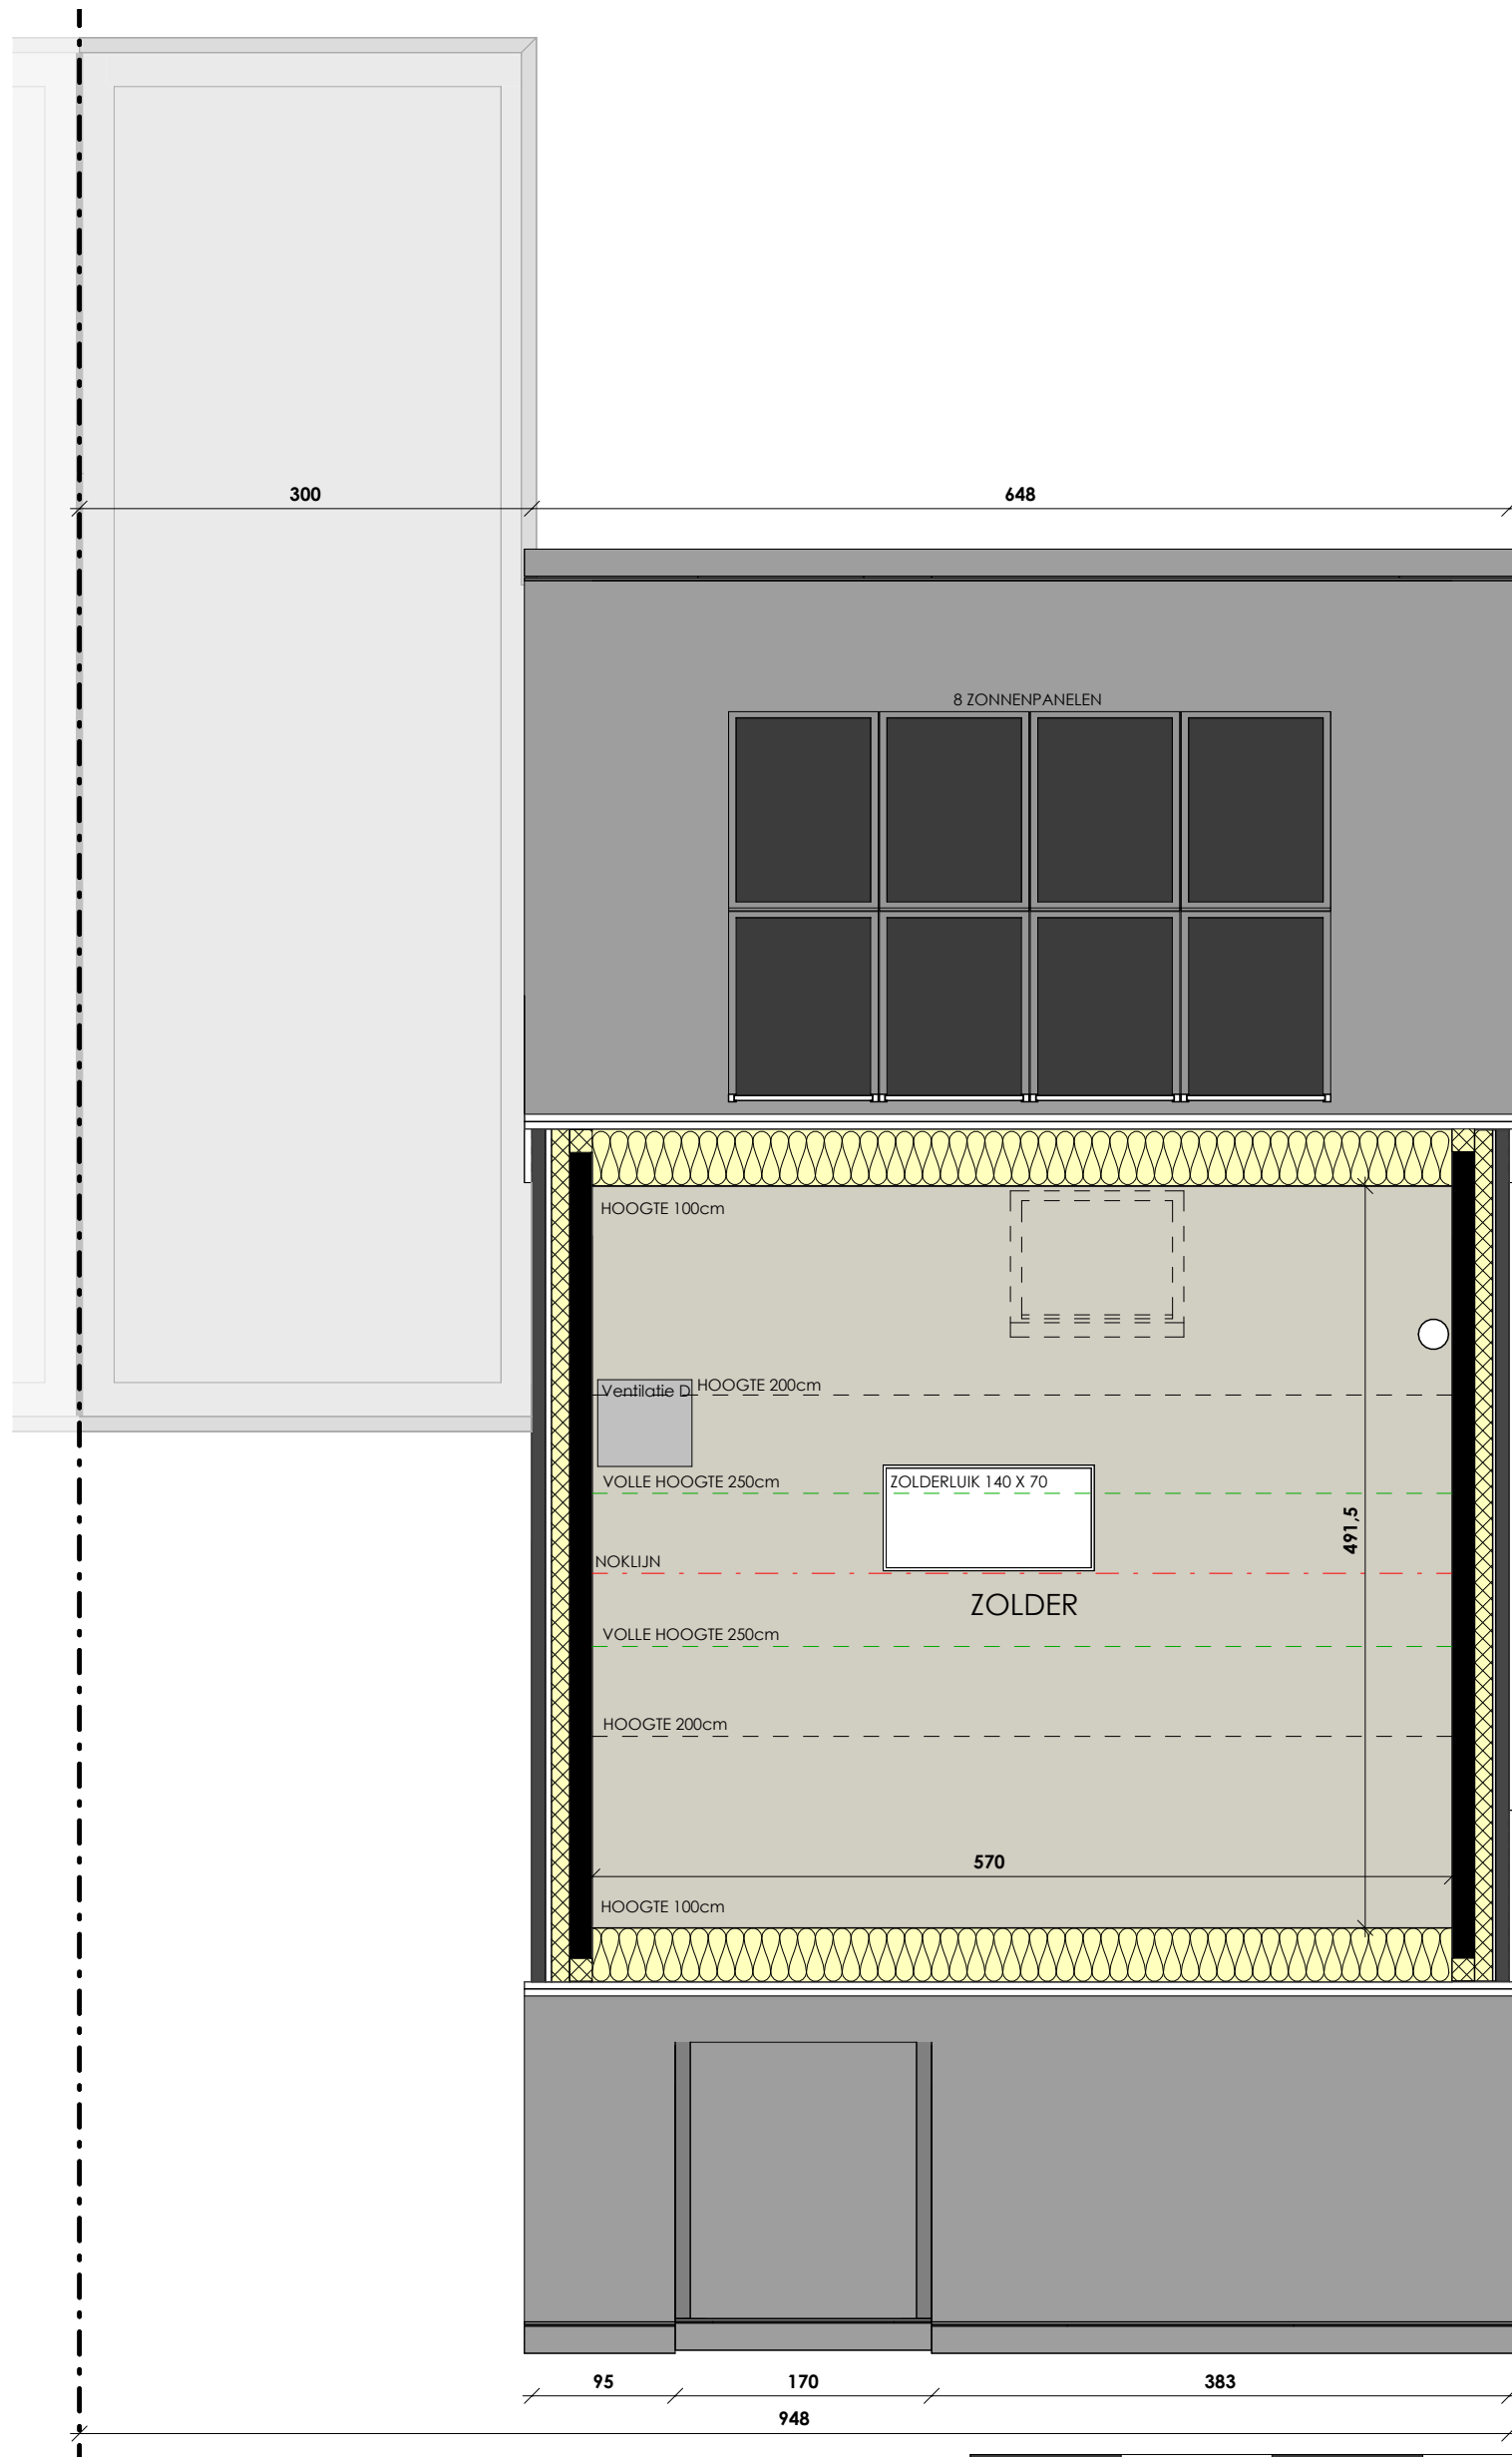 300
648
8 ZONNENPANELEN
HOOGTE 100cm
HOOGTE 200cm
Ventilatie D
VOLLE HOOGTE 250cm
ZOLDERLUIK 140 X 70
491,5
NOKLIJN
ZOLDER
VOLLE HOOGTE 250cm
HOOGTE 200cm
570
HOOGTE 100cm
95
170
383
948